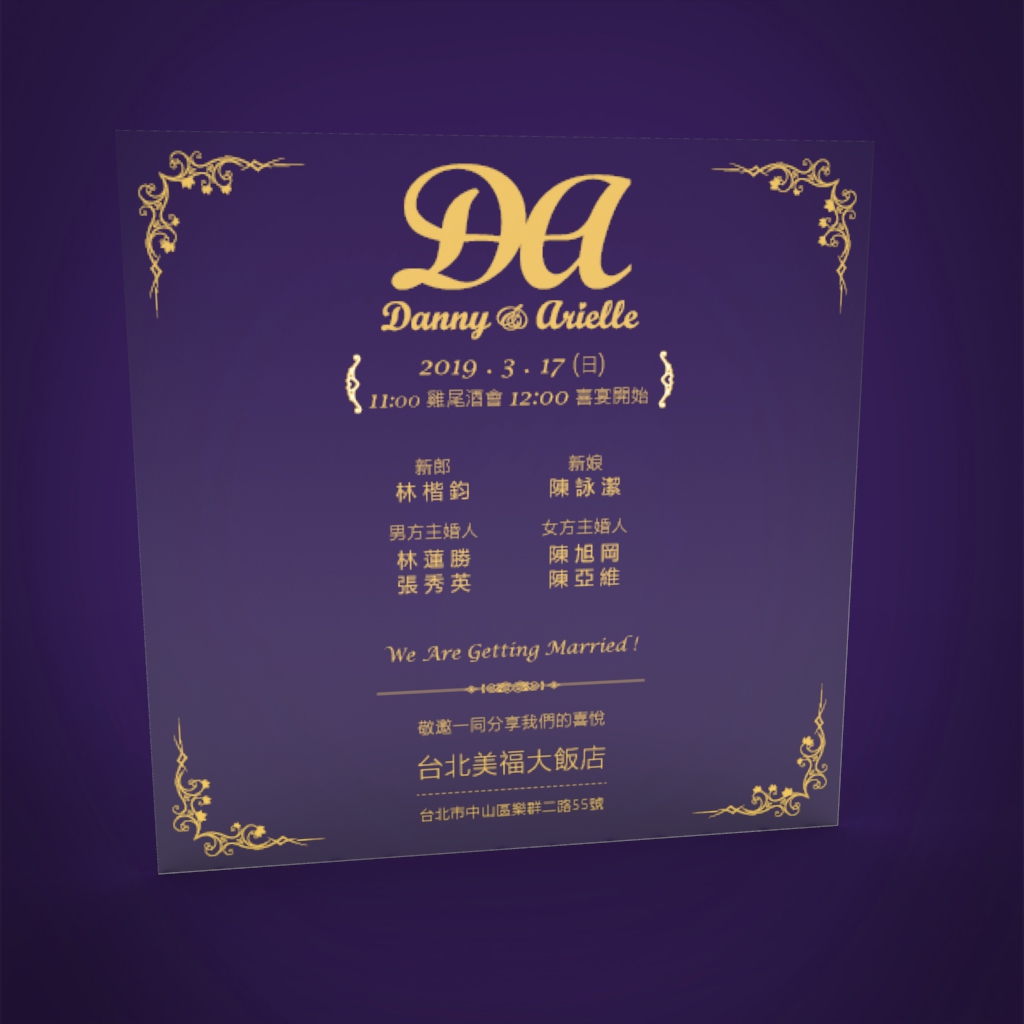 DA
Danny & Arielle
2019 . 3 . 17 (日)
11:00 雞尾酒會 12:00 喜宴開始
新郎
林楷鈞
新娘
陳詠潔
男方主婚人
林蓮勝
張秀英
女方主婚人
陳旭岡
陳亞維
We Are Getting Married !
敬邀一同分享我們的喜悅
台北美福大飯店
台北市中山區樂群二路55號